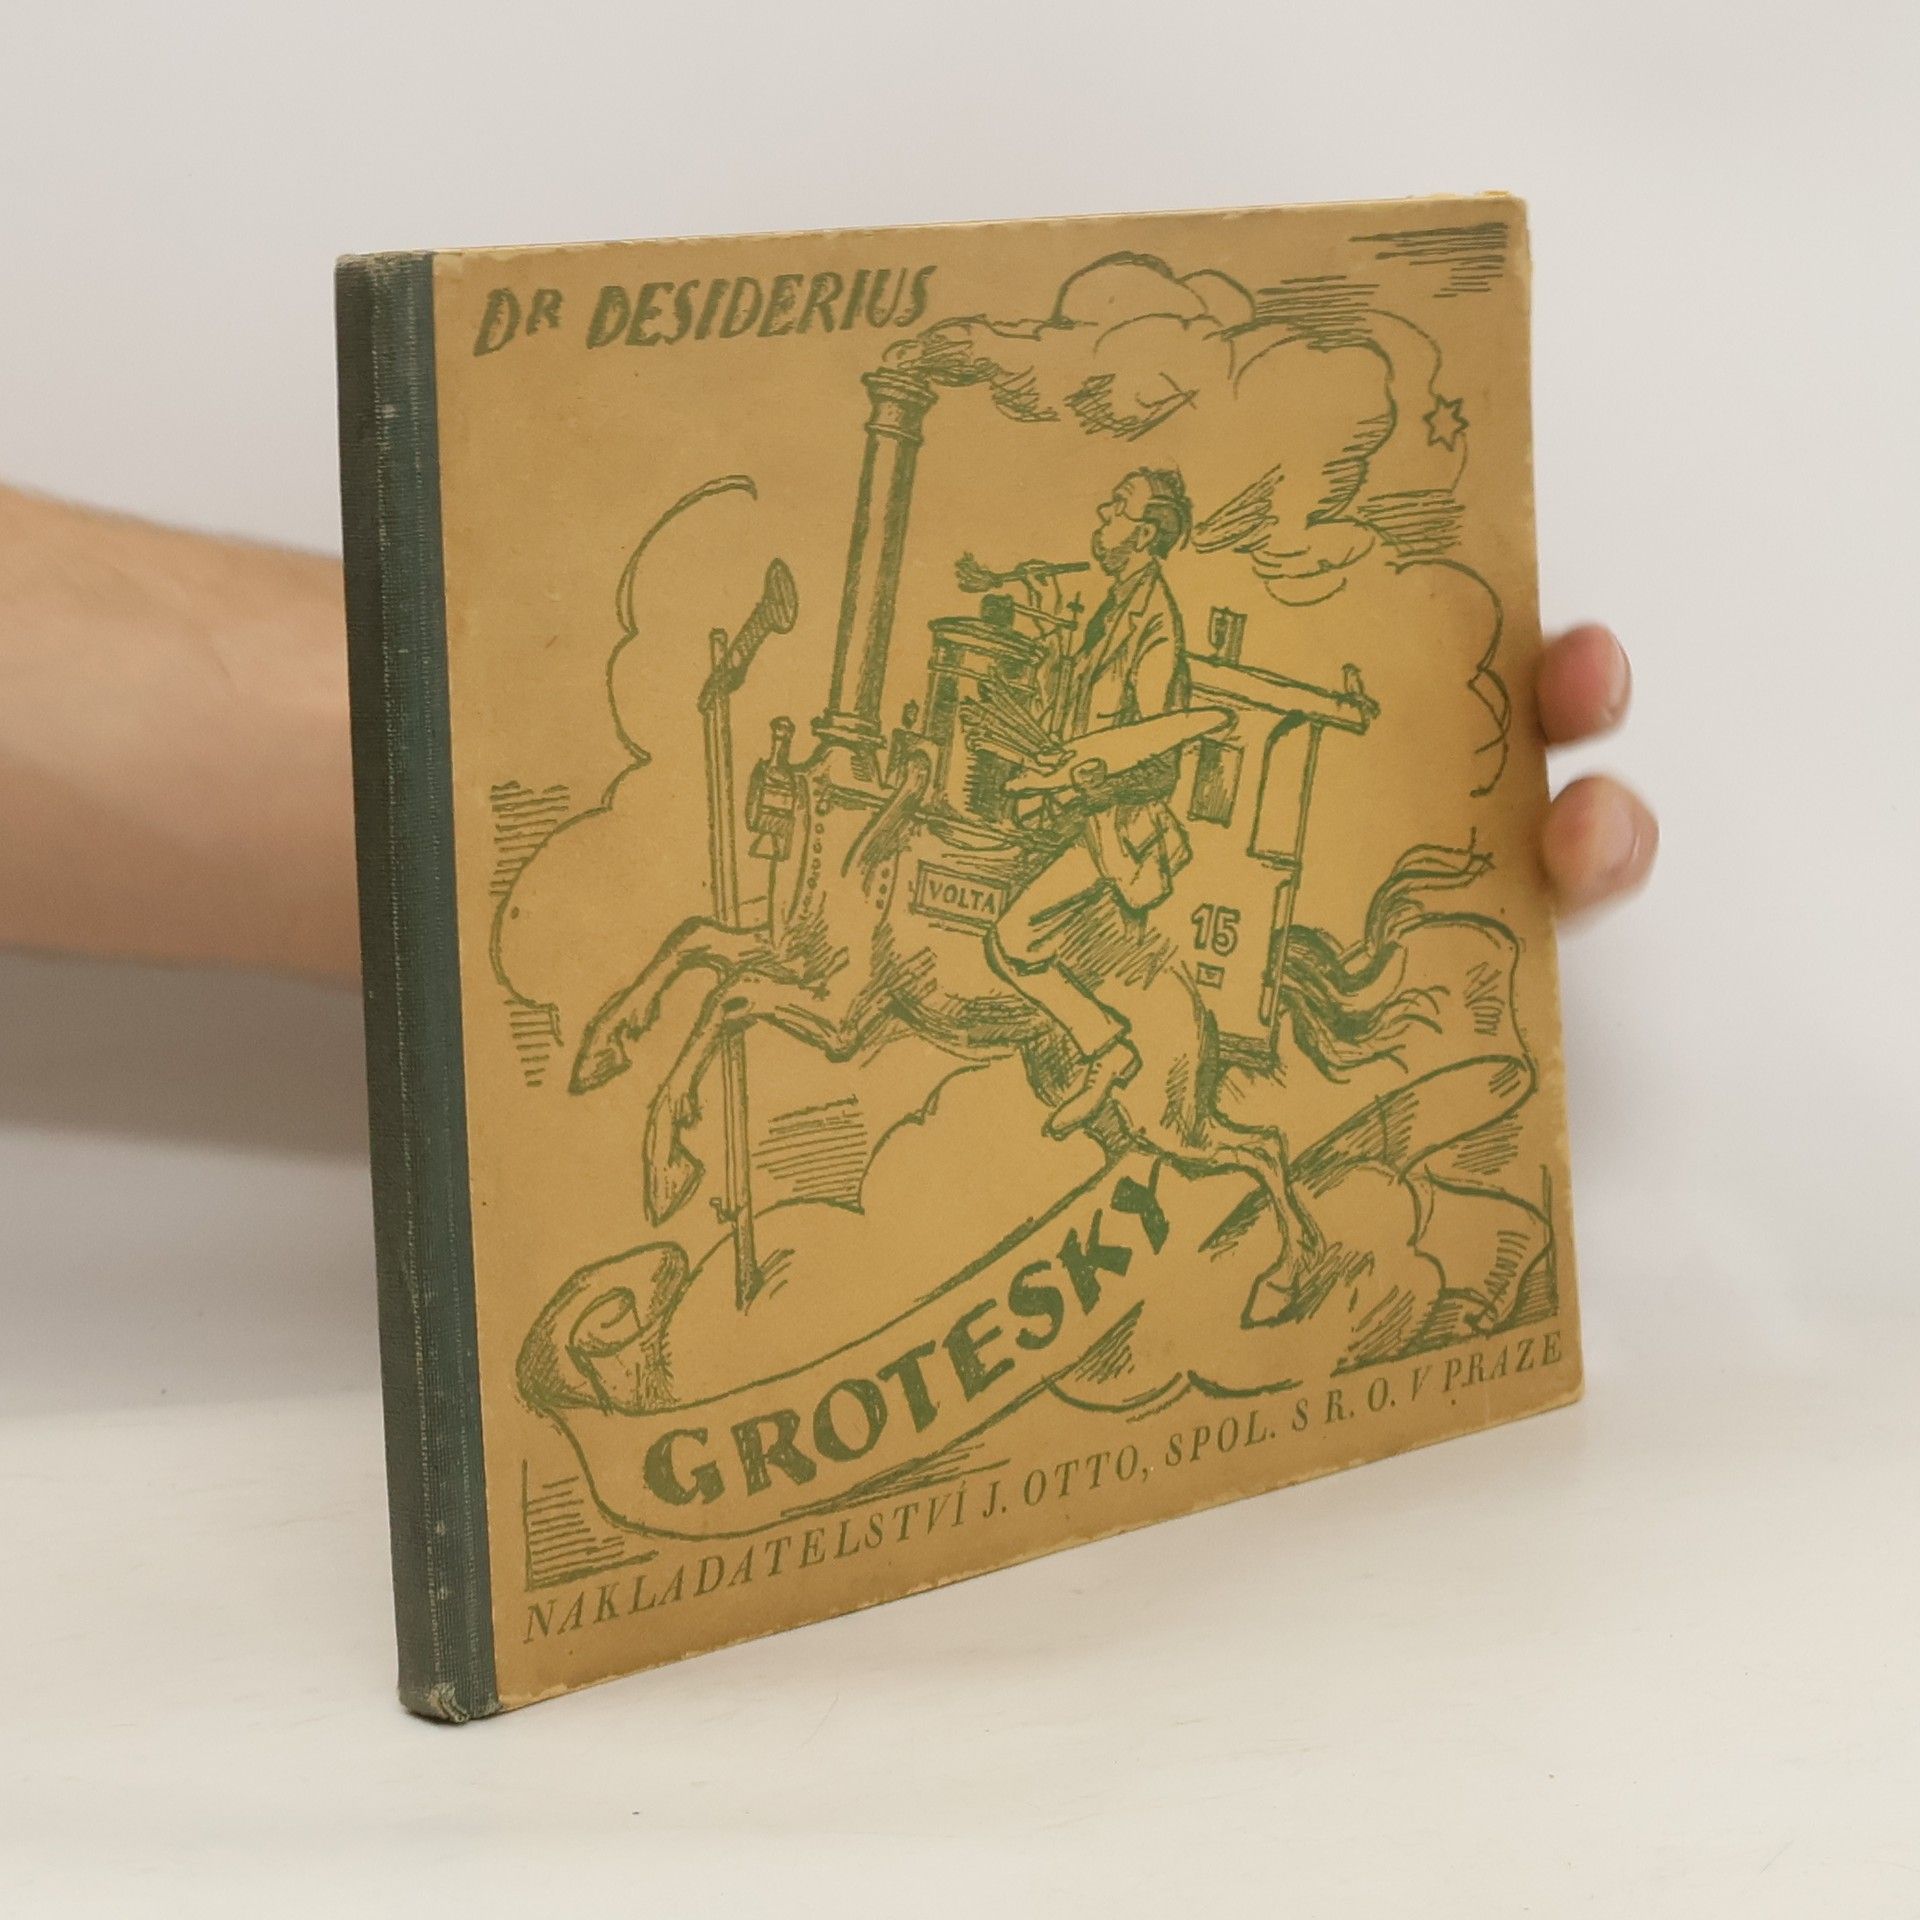 DR DESIDERIUS
VOLTA
15
GROTESKY
NAKLADATELSTVÍ J. OTTO, SPOL. S R. O. V PRAZE